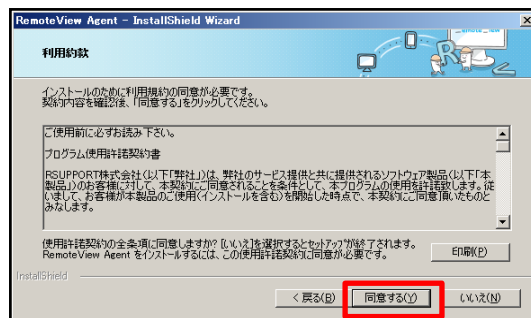 RemoteView Agent - InstallShield Wizard
利用約款
インストールのために利用規約の同意が必要です。
契約内容を確認後、「同意する」をクリックしてください。
ご使用前に必ずお読み下さい。
プログラム使用許諾契約書
RSUPPORT株式会社(以下「弊社」)は、弊社のサービス提供と共に提供されるソフトウェア製品(以下「本
製品」)のお客様に対して、本契約にご同意されることを条件として、本プログラムの使用を許諾致します。従
いまして、お客様が本製品のご使用(インストールを含む)を開始した時点で、本契約にご同意頂いたものと
みなします。
使用許諾契約の全条項に同意しますか? [いいえ]を選択するとセットアップが終了されます。
RemoteView Agent をインストールするには、この使用許諾契約に同意が必要です。
印刷(P)
InstallShield
< 戻る(B)
同意する(Y)
いいえ(N)